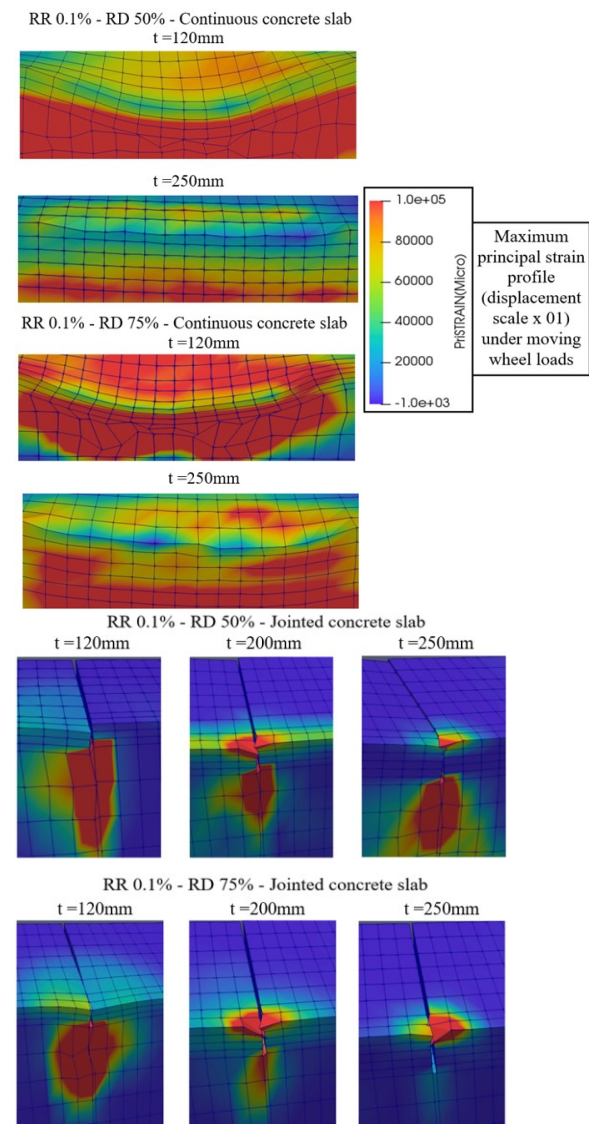 RR 0.1% - RD 50% - Continuous concrete slab
t =120mm
t =250mm
1.0e+05
80000
60000
40000
20000
-1.0e+03
PriSTRAIN(Micro)
Maximum
principal strain
profile
(displacement
scale x 01)
under moving
wheel loads
RR 0.1% - RD 75% - Continuous concrete slab
t =120mm
t =250mm
RR 0.1% - RD 50% - Jointed concrete slab
t =120mm t =200mm t =250mm
RR 0.1% - RD 75% - Jointed concrete slab
t =120mm t =200mm t =250mm